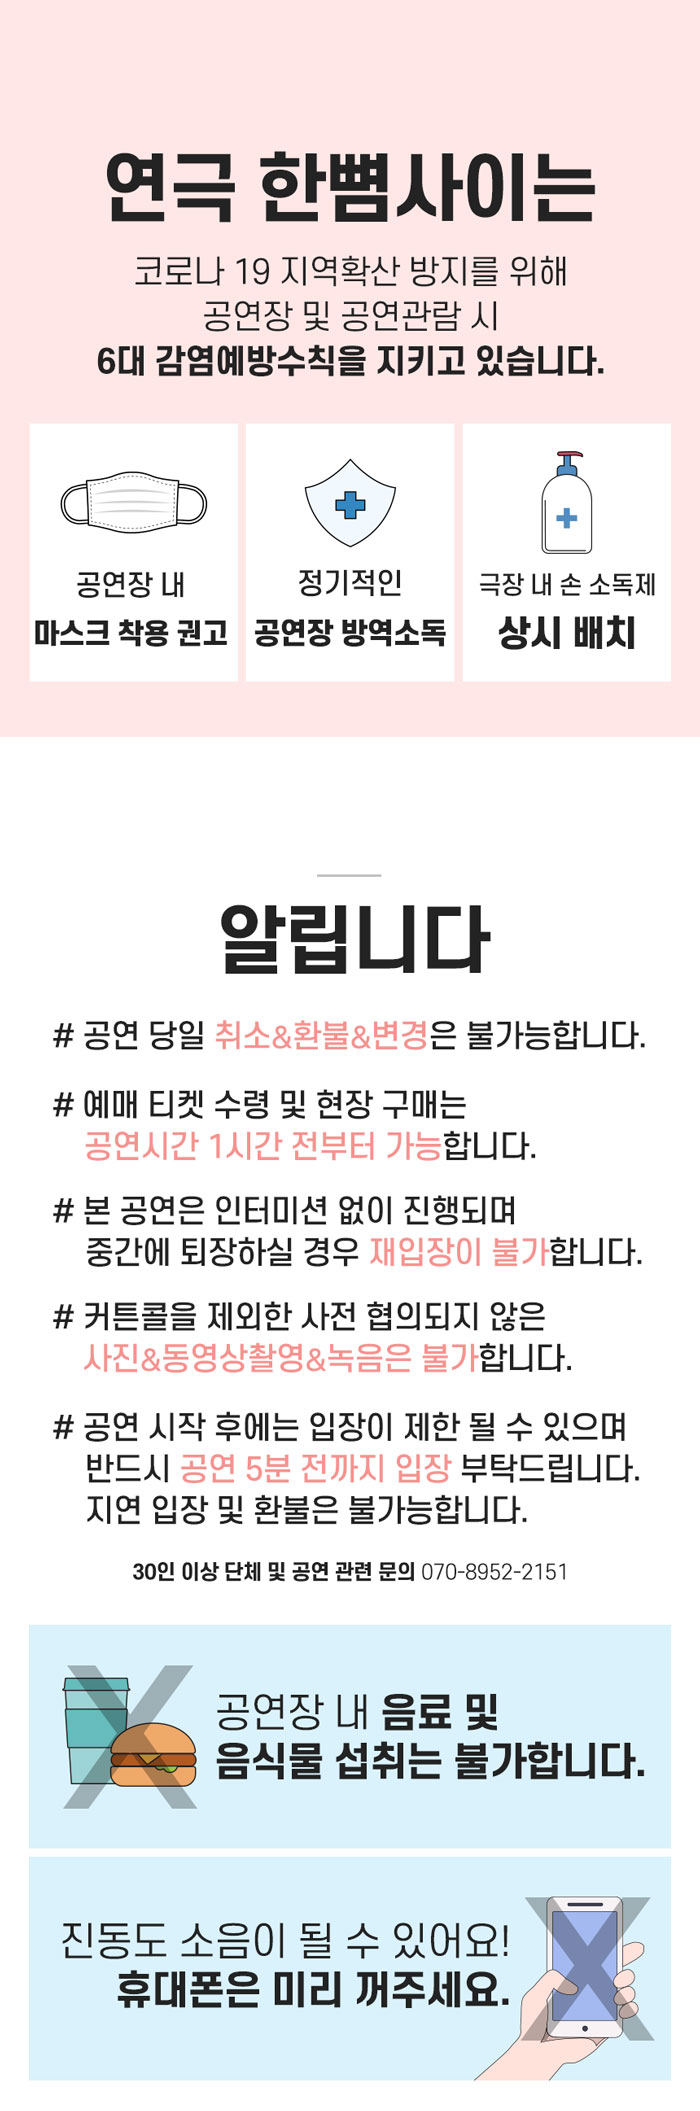 연극 한뼘사이는
코로나 19 지역확산 방지를 위해
공연장 및 공연관람 시
6대 감염예방수칙을 지키고 있습니다.
공연장 내
마스크 착용 권고
정기적인
공연장 방역소독
극장 내 손 소독제
상시 배치
알립니다
# 공연 당일 취소&환불&변경은 불가능합니다.
# 예매 티켓 수령 및 현장 구매는
공연시간 1시간 전부터 가능합니다.
# 본 공연은 인터미션 없이 진행되며
중간에 퇴장하실 경우 재입장이 불가합니다.
# 커튼콜을 제외한 사전 협의되지 않은
사진&동영상촬영&녹음은 불가합니다.
# 공연 시작 후에는 입장이 제한 될 수 있으며
반드시 공연 5분 전까지 입장 부탁드립니다.
지연 입장 및 환불은 불가능합니다.
30인 이상 단체 및 공연 관련 문의 070-8952-2151
공연장 내 음료 및
음식물 섭취는 불가합니다.
진동도 소음이 될 수 있어요!
휴대폰은 미리 꺼주세요.